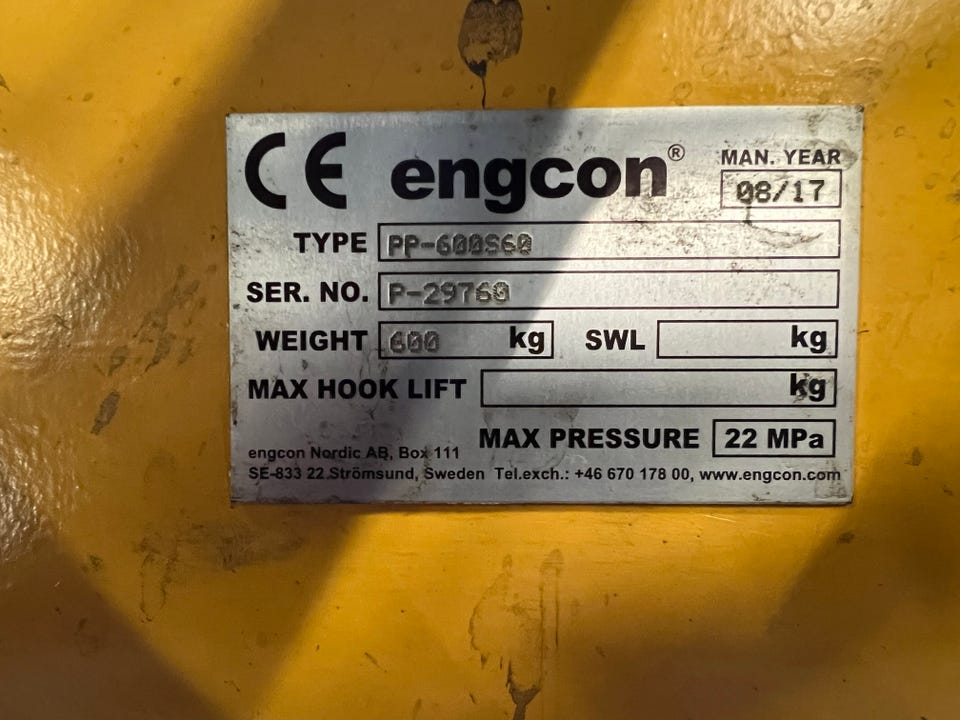 CE engcon® MAN. YEAR
08/17
TYPE PP-600S60
SER. NO. P-29760
WEIGHT 600 kg SWL kg
MAX HOOK LIFT kg
MAX PRESSURE 22 MPa
engcon Nordic AB, Box 111
SE-833 22 Strömsund, Sweden Tel.exch.: +46 670 178 00, www.engcon.com